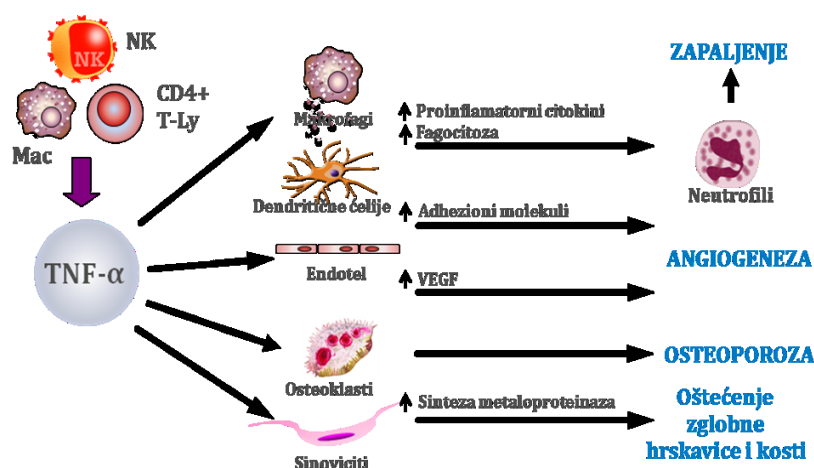 NK
NK
CD4+
T-Ly
Mac
TNF-α
Makrofagi
Dendritične ćelije
Endotel
Osteoklasti
Sinoviciti
Proinflamatorni citokini
Fagocitoza
Adhezioni molekuli
VEGF
Sinteza metaloproteinaza
ZAPALJENJE
Neutrofili
ANGIOGENEZA
OSTEOPOROZA
Oštećenje
zglobne
hrskavice i kosti